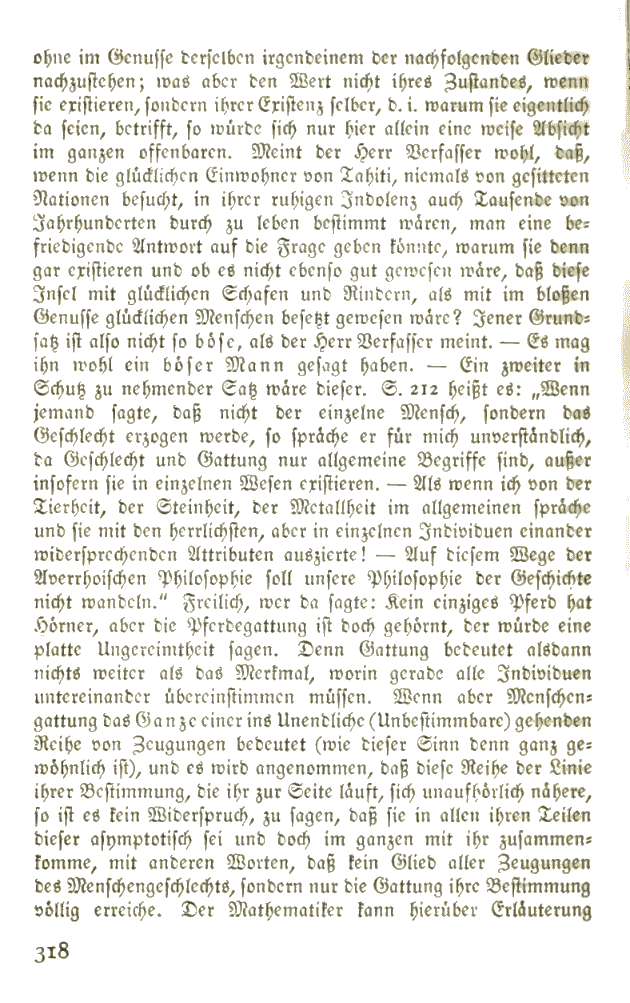 ohne im Genusse derselben irgendeinem der nachfolgenden Glieder
nachzustehen; was aber den Wert nicht ihres Zustandes, wenn
sie existieren, sondern ihrer Existenz selber, d. i. warum sie eigentlich
da seien, betrifft, so würde sich nur hier allein eine weise Absicht
im ganzen offenbaren. Meint der Herr Verfasser wohl, daß,
wenn die glücklichen Einwohner von Tahiti, niemals von gesitteten
Nationen besucht, in ihrer ruhigen Indolenz auch Tausende von
Jahrhunderten durch zu leben bestimmt wären, man eine be-
friedigende Antwort auf die Frage geben könnte, warum sie denn
gar existieren und ob es nicht ebenso gut gewesen wäre, daß diese
Insel mit glücklichen Schafen und Rindern, als mit im bloßen
Genusse glücklichen Menschen besetzt gewesen wäre? Jener Grund-
satz ist also nicht so böse, als der Herr Verfasser meint. — Es mag
ihn wohl ein böser Mann gesagt haben. — Ein zweiter in
Schutz zu nehmender Satz wäre dieser. S. 212 heißt es: „Wenn
jemand sagte, daß nicht der einzelne Mensch, sondern das
Geschlecht erzogen werde, so spräche er für mich unverständlich,
da Geschlecht und Gattung nur allgemeine Begriffe sind, außer
insofern sie in einzelnen Wesen existieren. — Als wenn ich von der
Tierheit, der Steinheit, der Metallheit im allgemeinen spräche
und sie mit den herrlichsten, aber in einzelnen Individuen einander
widersprechenden Attributen auszierte! — Auf diesem Wege der
Averrhoischen Philosophie soll unsere Philosophie der Geschichte
nicht wandeln.“ Freilich, wer da sagte: Kein einziges Pferd hat
Hörner, aber die Pferdegattung ist doch gehörnt, der würde eine
platte Ungereimtheit sagen. Denn Gattung bedeutet alsdann
nichts weiter als das Merkmal, worin gerade alle Individuen
untereinander übereinstimmen müssen. Wenn aber Menschen-
gattung das Ganze einer ins Unendliche (Unbestimmbare) gehenden
Reihe von Zeugungen bedeutet (wie dieser Sinn denn ganz ge-
wöhnlich ist), und es wird angenommen, daß diese Reihe der Linie
ihrer Bestimmung, die ihr zur Seite läuft, sich unaufhörlich nähere,
so ist es kein Widerspruch, zu sagen, daß sie in allen ihren Teilen
dieser asymptotisch sei und doch im ganzen mit ihr zusammen-
komme, mit anderen Worten, daß kein Glied aller Zeugungen
des Menschengeschlechts, sondern nur die Gattung ihre Bestimmung
völlig erreiche. Der Mathematiker kann hierüber Erläuterung
318